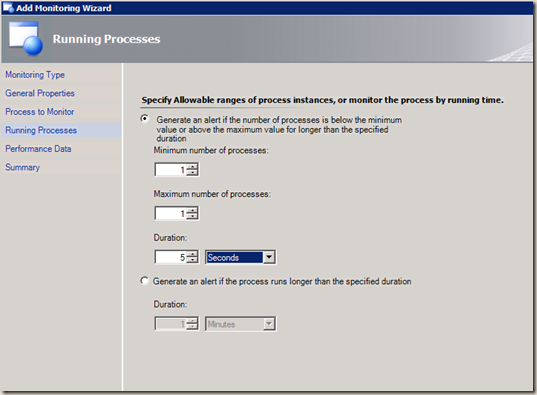 Add Monitoring Wizard
Running Processes
Monitoring Type
General Properties
Process to Monitor
Running Processes
Performance Data
Summary
Specify Allowable ranges of process instances, or monitor the process by running time.
Generate an alert if the number of processes is below the minimum
value or above the maximum value for longer than the specified
duration
Minimum number of processes:
1
Maximum number of processes:
1
Duration:
5 Seconds
Generate an alert if the process runs longer than the specified duration
Duration:
1 Minutes